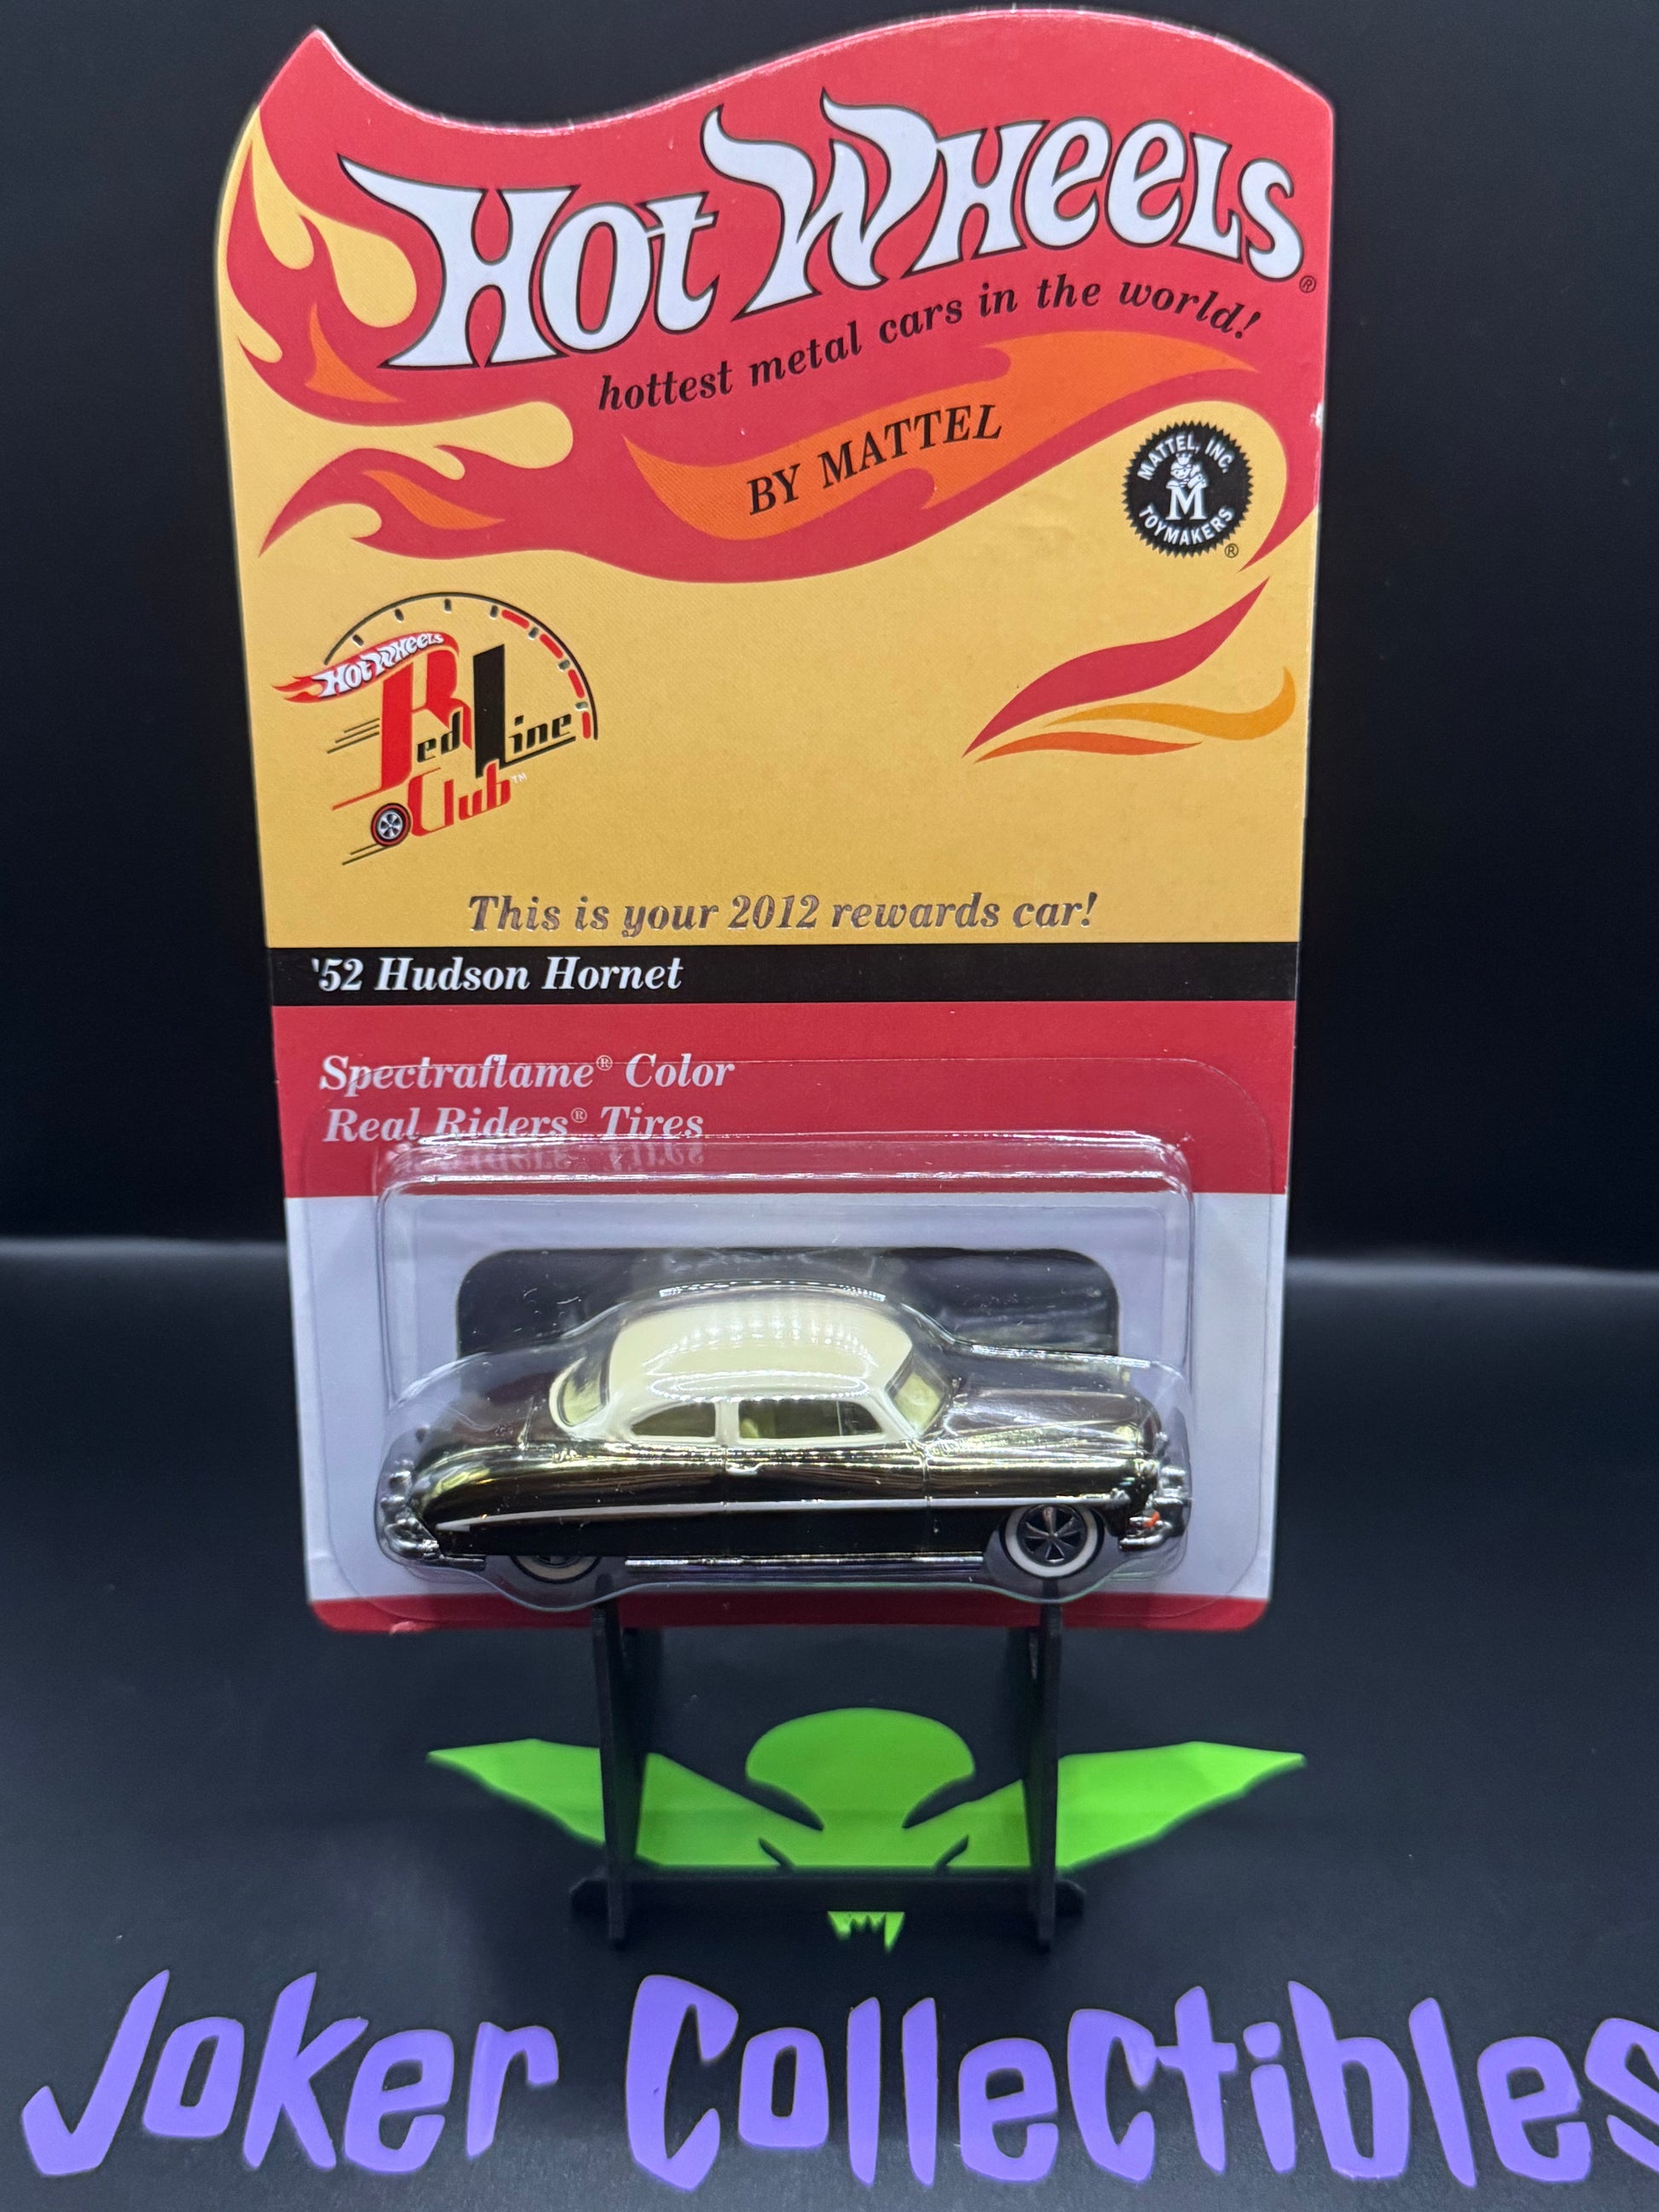 Hot Wheels®
hottest metal cars in the world!
BY MATTEL
MATTEL, INC.
M
TOYMAKERS
®
Hot Wheels
Red Line
Club™
This is your 2012 rewards car!
'52 Hudson Hornet
Spectraflame® Color
Real Riders® Tires
Joker Collectibles